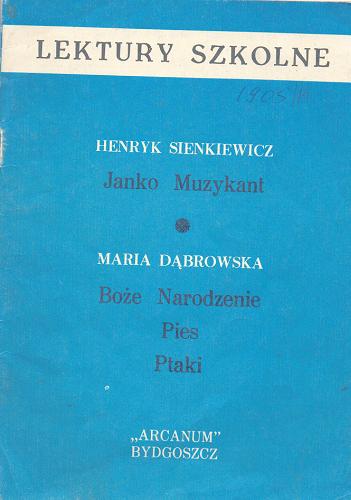 LEKTURY SZKOLNE
HENRYK SIENKIEWICZ
Janko Muzykant
MARIA DĄBROWSKA
Boże Narodzenie
Pies
Ptaki
„ARCANUM"
BYDGOSZCZ